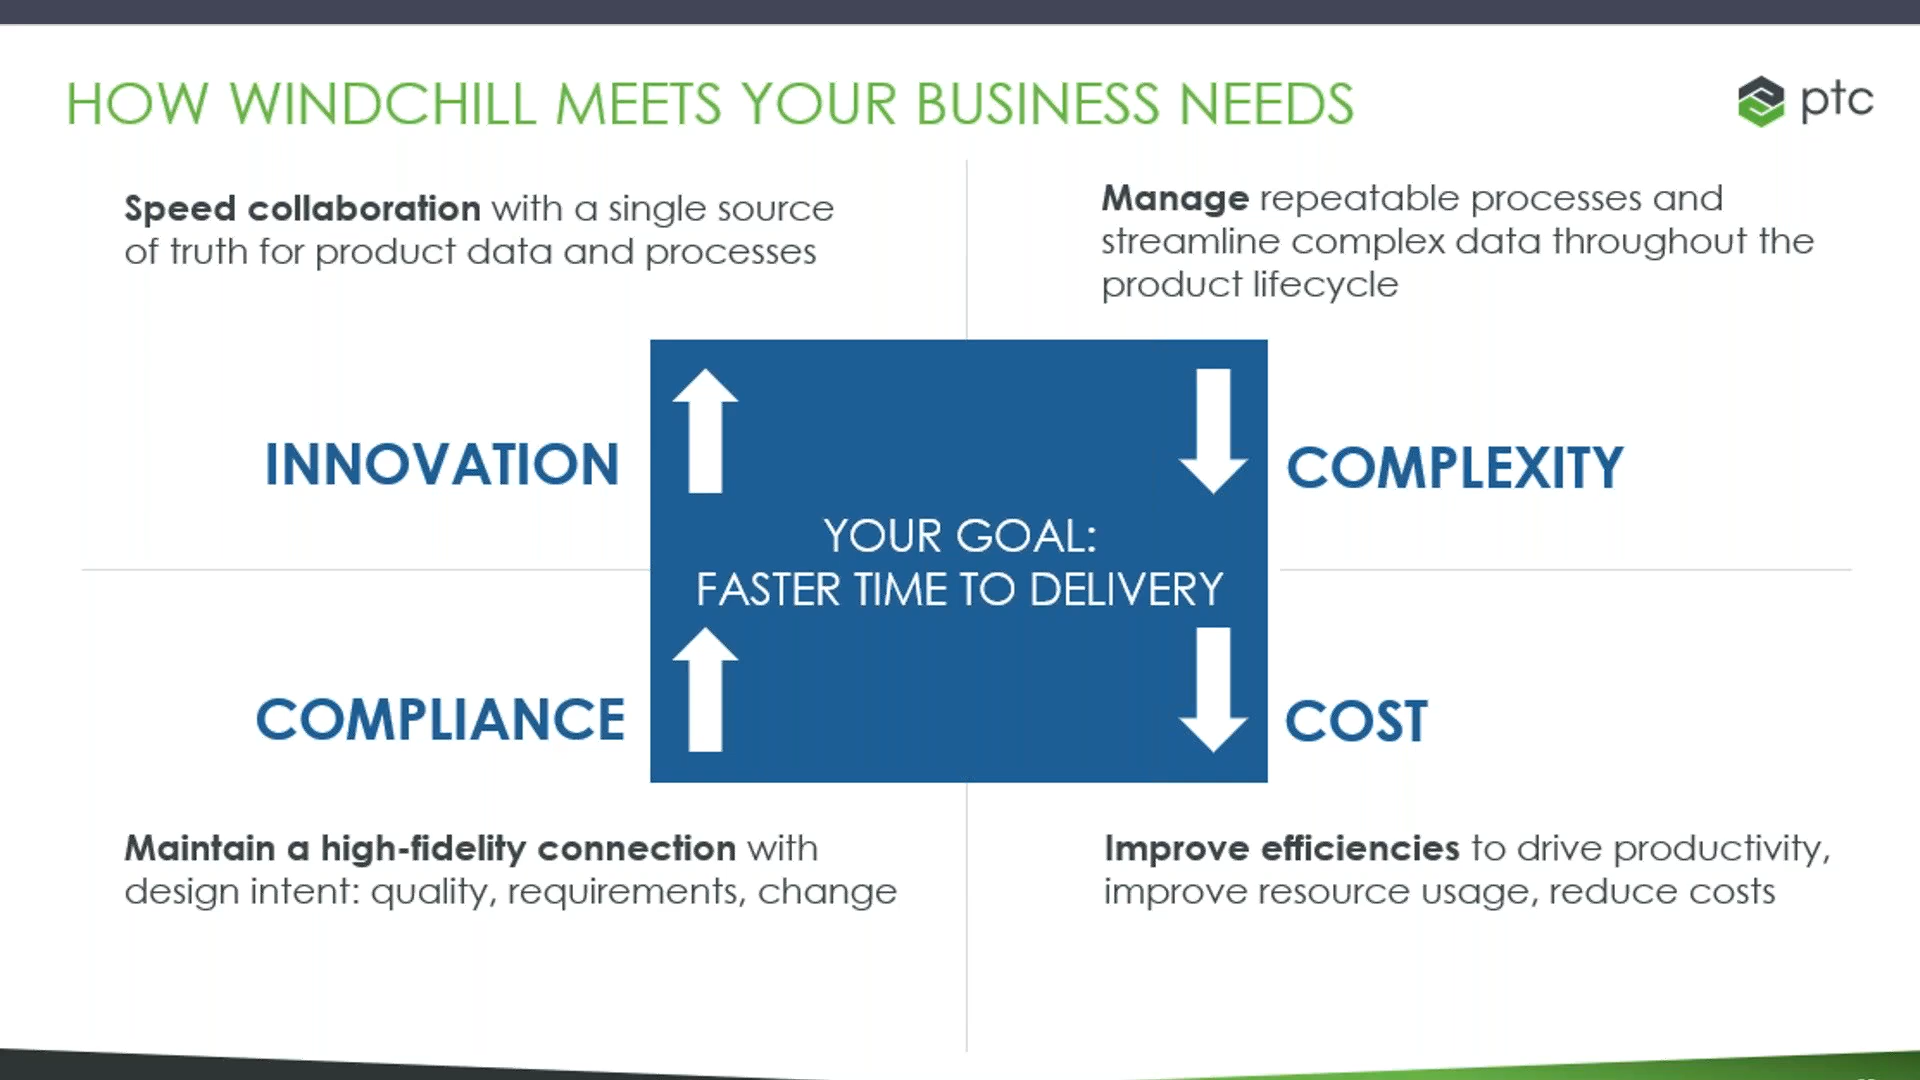 HOW WINDCHILL MEETS YOUR BUSINESS NEEDS
ptc
Speed collaboration with a single source
of truth for product data and processes
Manage repeatable processes and
streamline complex data throughout the
product lifecycle
INNOVATION
COMPLEXITY
YOUR GOAL:
FASTER TIME TO DELIVERY
COMPLIANCE
COST
Maintain a high-fidelity connection with
design intent: quality, requirements, change
Improve efficiencies to drive productivity,
improve resource usage, reduce costs